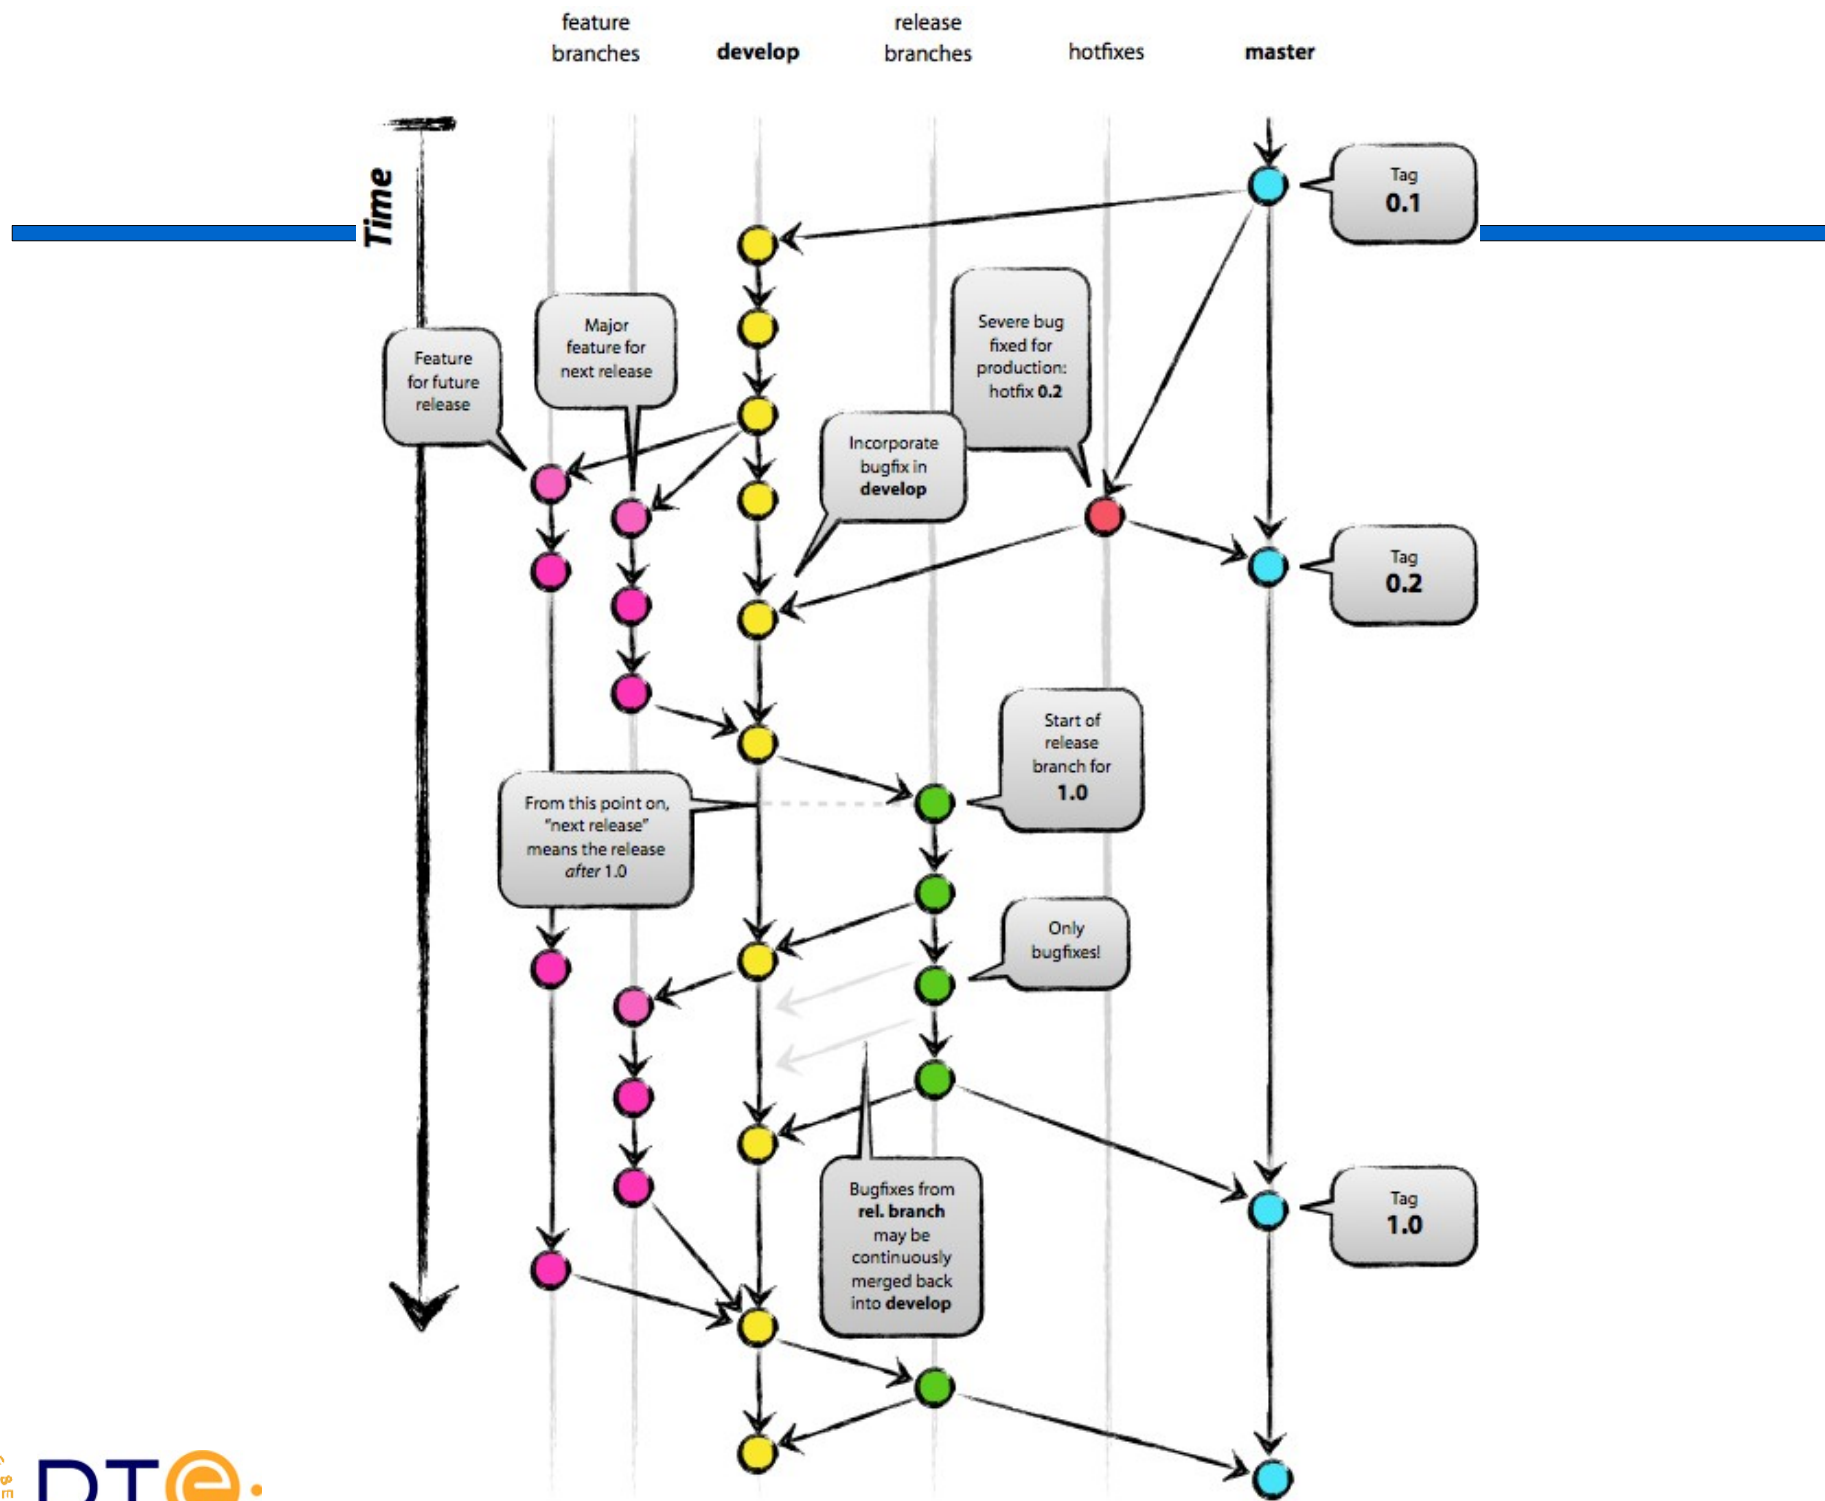 feature
branches
develop
release
branches
hotfixes
master
Time
Tag
0.1
Major
feature for
next release
Severe bug
fixed for
production:
hotfix 0.2
Feature
for future
release
Incorporate
bugfix in
develop
Tag
0.2
Start of
release
branch for
1.0
From this point on,
“next release”
means the release
after 1.0
Only
bugfixes!
Bugfixes from
rel. branch
may be
continuously
merged back
into develop
Tag
1.0
DTe